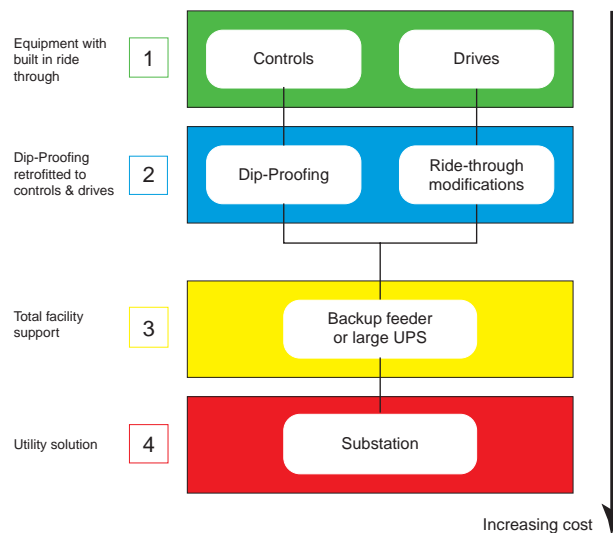 Equipment with
built in ride
through
1
Controls
Drives
Dip-Proofing
retrofitted to
controls & drives
2
Dip-Proofing
Ride-through
modifications
Total facility
support
3
Backup feeder
or large UPS
Utility solution
4
Substation
Increasing cost